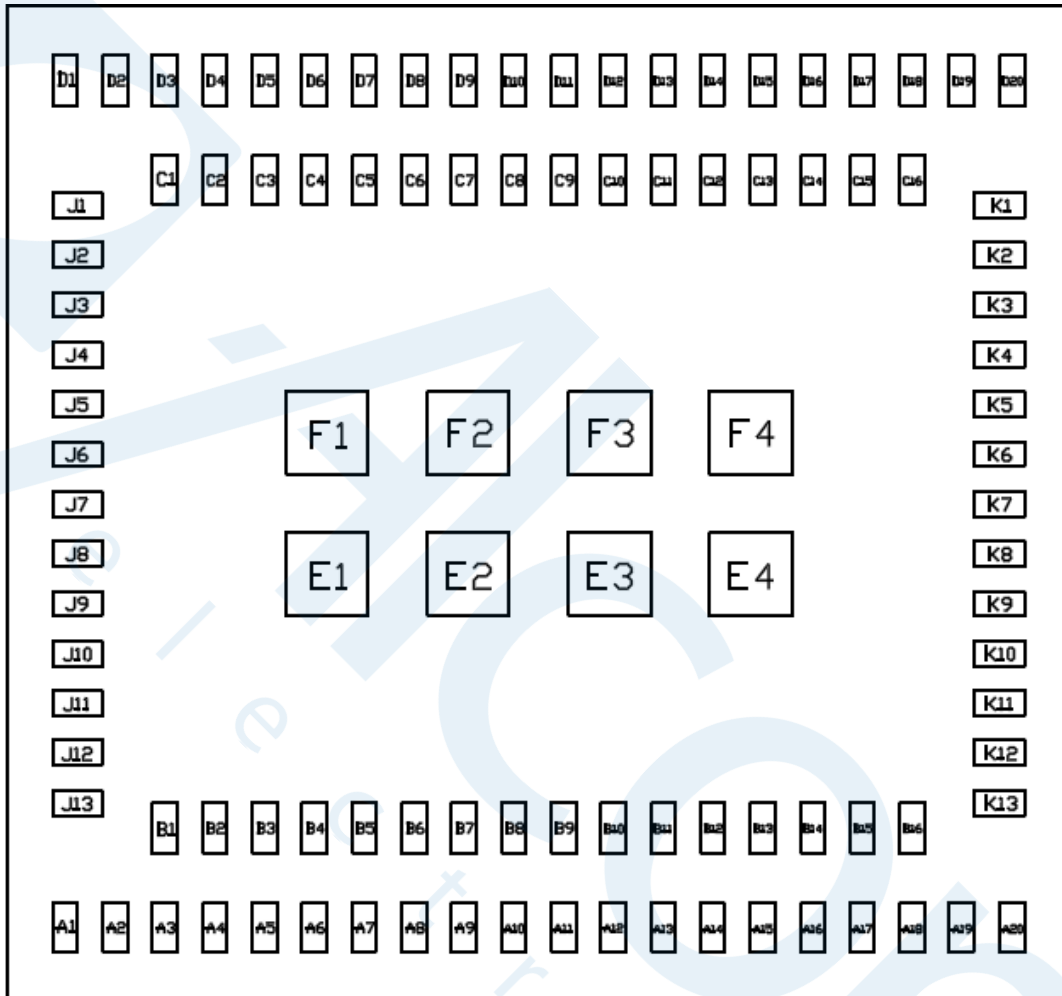 D1 D2 D3 D4 D5 D6 D7 D8 D9 D10 D11 D12 D13 D14 D15 D16 D17 D18 D19 D20
C1 C2 C3 C4 C5 C6 C7 C8 C9 C10 C11 C12 C13 C14 C15 C16
J1 K1
J2 K2
J3 K3
J4 K4
J5 K5
F1 F2 F3 F4
J6 K6
J7 K7
J8 K8
E1 E2 E3 E4
J9 K9
J10 K10
J11 K11
J12 K12
J13 K13
B1 B2 B3 B4 B5 B6 B7 B8 B9 B10 B11 B12 B13 B14 B15 B16
A1 A2 A3 A4 A5 A6 A7 A8 A9 A10 A11 A12 A13 A14 A15 A16 A17 A18 A19 A20